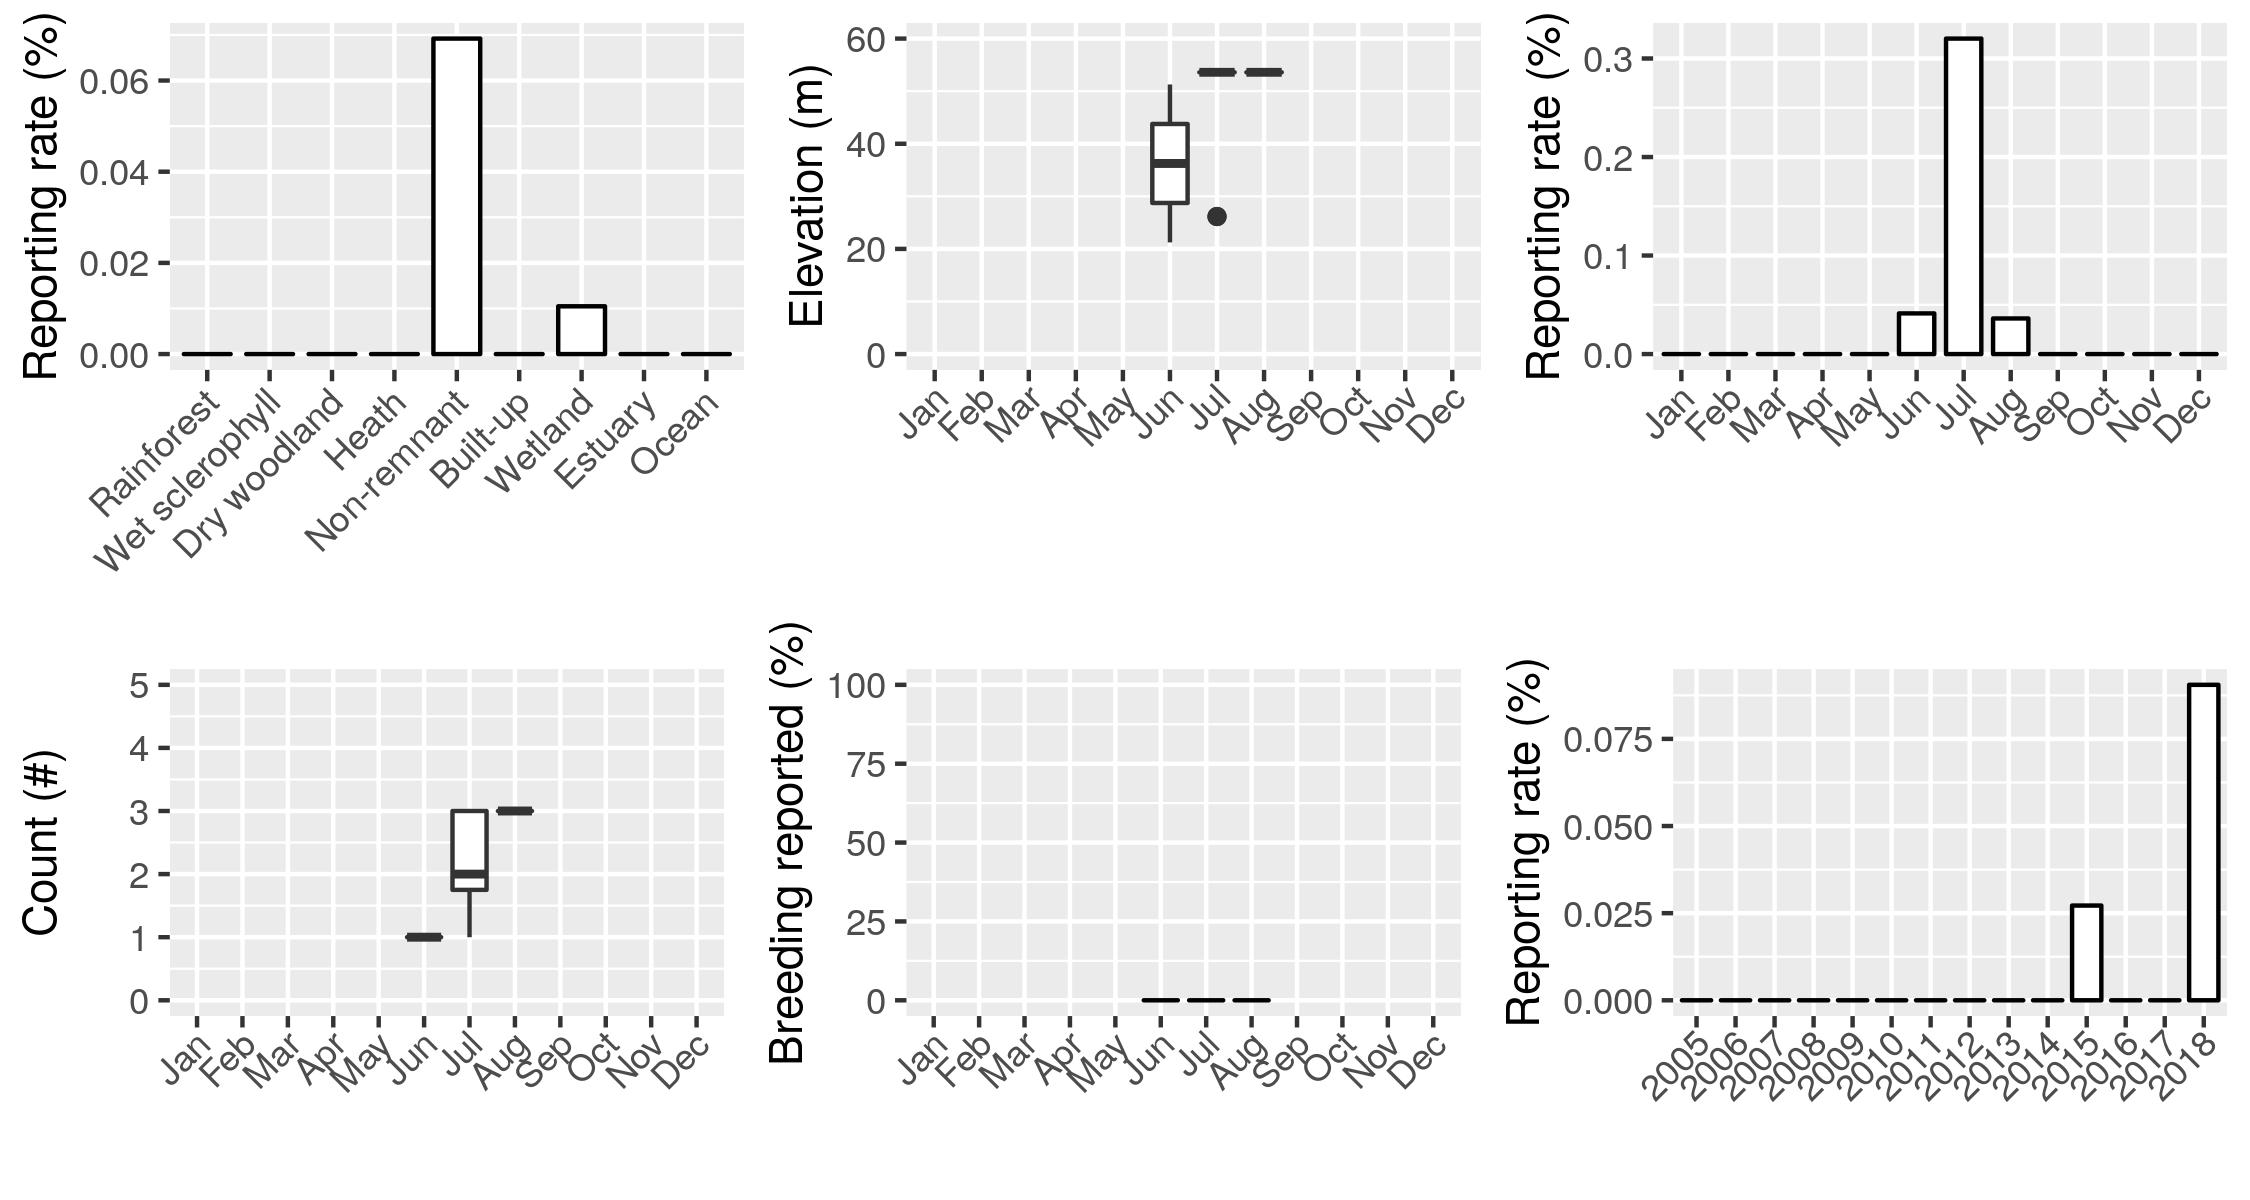 Reporting rate (%)
0.06
0.04
0.02
0.00
Rainforest
Wet sclerophyll
Dry woodland
Heath
Non-remnant
Built-up
Wetland
Estuary
Ocean
Elevation (m)
60
40
20
0
Jan
Feb
Mar
Apr
May
Jun
Jul
Aug
Sep
Oct
Nov
Dec
Reporting rate (%)
0.3
0.2
0.1
0.0
Jan
Feb
Mar
Apr
May
Jun
Jul
Aug
Sep
Oct
Nov
Dec
Count (#)
5
4
3
2
1
0
Jan
Feb
Mar
Apr
May
Jun
Jul
Aug
Sep
Oct
Nov
Dec
Breeding reported (%)
100
75
50
25
0
Jan
Feb
Mar
Apr
May
Jun
Jul
Aug
Sep
Oct
Nov
Dec
Reporting rate (%)
0.075
0.050
0.025
0.000
2005
2006
2007
2008
2009
2010
2011
2012
2013
2014
2015
2016
2017
2018